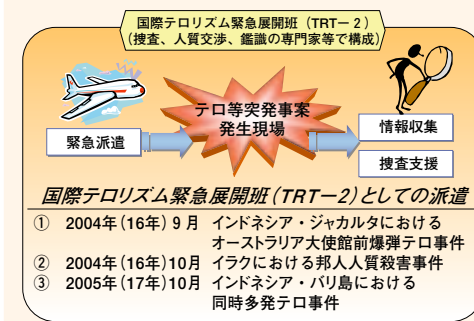 国際テロリズム緊急展開班(TRT－2)
(捜査、人質交渉、鑑識の専門家等で構成)
緊急派遣
テロ等突発事案
発生現場
情報収集
捜査支援
国際テロリズム緊急展開班(TRT－2)としての派遣
① 2004年(16年)9月 インドネシア・ジャカルタにおける
オーストラリア大使館前爆弾テロ事件
② 2004年(16年)10月 イラクにおける邦人人質殺害事件
③ 2005年(17年)10月 インドネシア・バリ島における
同時多発テロ事件